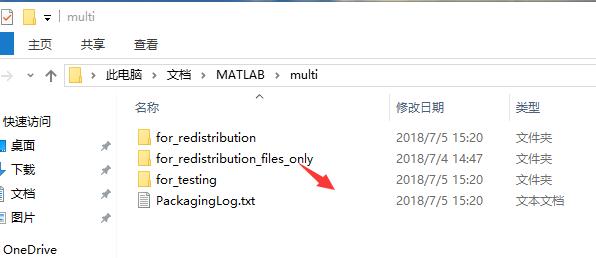 multi
主页 共享 查看
此电脑 文档 MATLAB multi
名称 修改日期 类型
快速访问
桌面
下载
文档
图片
OneDrive
for_redistribution 2018/7/5 15:20 文件夹
for_redistribution_files_only 2018/7/4 14:47 文件夹
for_testing 2018/7/5 15:20 文件夹
PackagingLog.txt 2018/7/5 15:20 文本文档